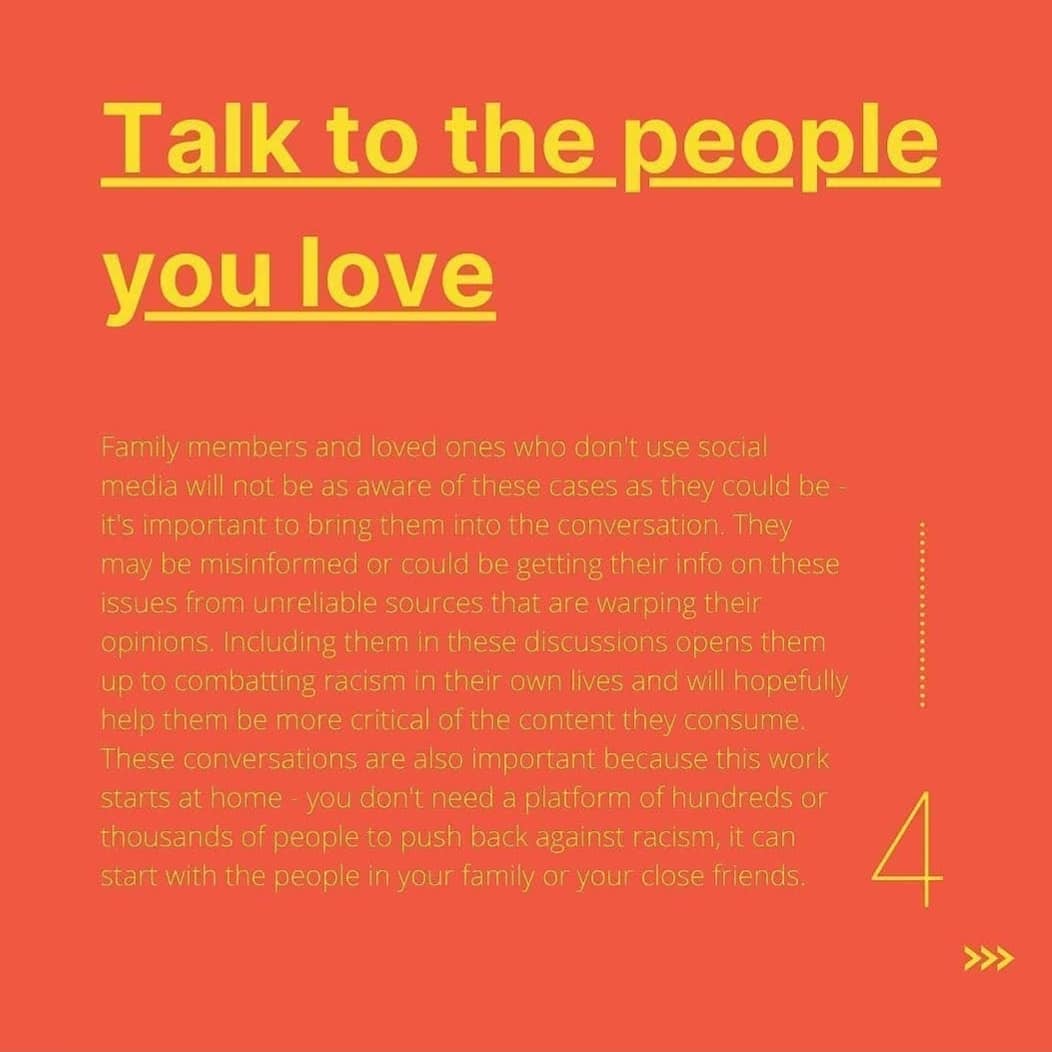 Talk to the people
you love
Family members and loved ones who don't use social
media will not be as aware of these cases as they could be -
it's important to bring them into the conversation. They
may be misinformed or could be getting their info on these
issues from unreliable sources that are warping their
opinions. Including them in these discussions opens them
up to combatting racism in their own lives and will hopefully
help them be more critical of the content they consume.
These conversations are also important because this work
starts at home - you don't need a platform of hundreds or
thousands of people to push back against racism, it can
start with the people in your family or your close friends.
4
>>>